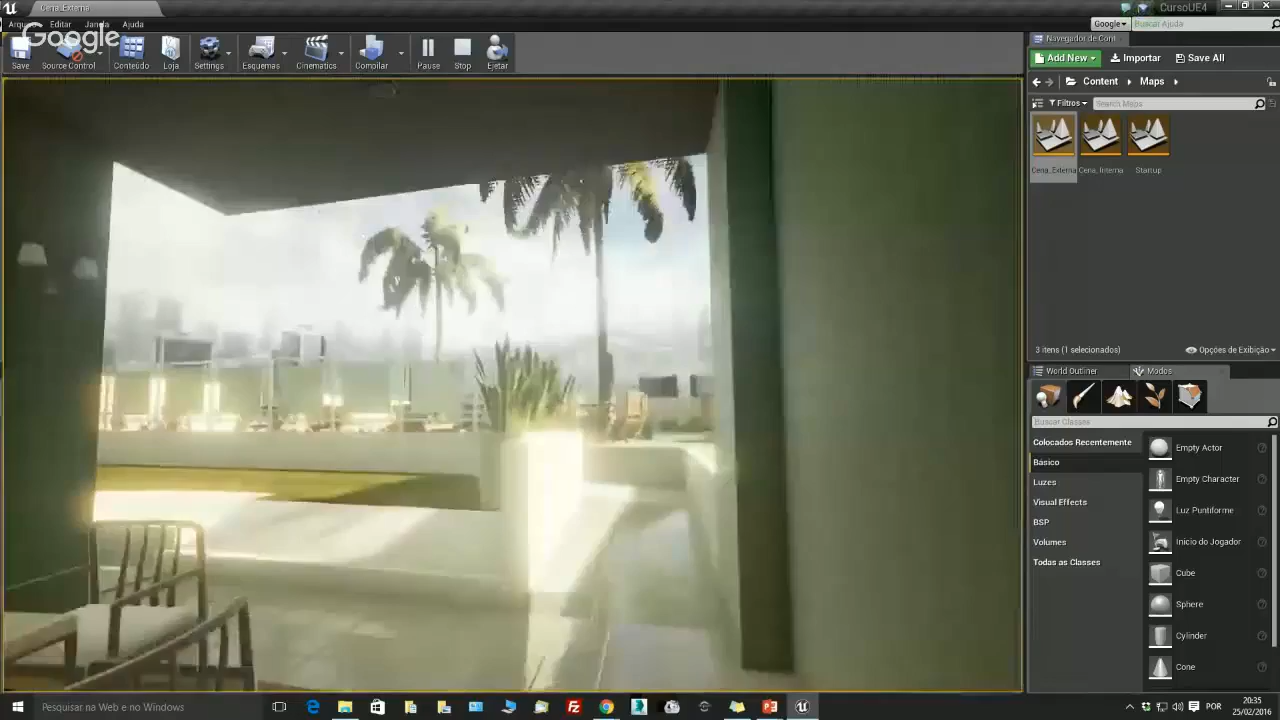 Cena_Externa
CursoUE4
Editar
Ajuda
Google
Google
Buscar Ajuda
Save
Source Control
Conteúdo
Loja
Settings
Esquemas
Cinematics
Compilar
Pause
Stop
Ejetar
Navegador de Cont
Add New
Importar
Save All
Content
Maps
Filtros
Search Maps
Cena_Externa
Cena_Interna
Startup
3 itens (1 selecionados)
Opções de Exibição
World Outliner
Modos
Buscar Classes
Colocados Recentemente
Básico
Luzes
Visual Effects
BSP
Volumes
Todas as Classes
Empty Actor
Empty Character
Luz Puntiforme
Início do Jogador
Cube
Sphere
Cylinder
Cone
Pesquisar na Web e no Windows
POR
20:35
25/02/2016